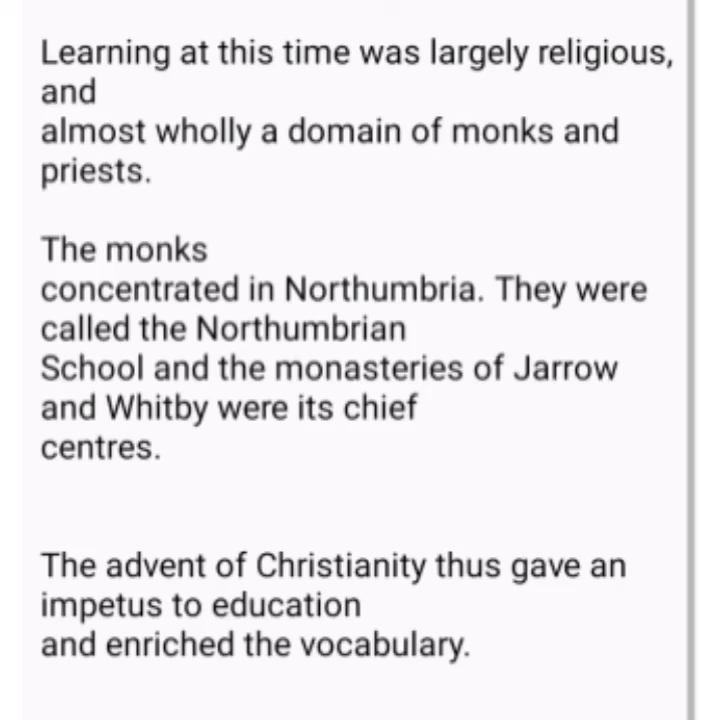 Learning at this time was largely religious,
and
almost wholly a domain of monks and
priests.
The monks
concentrated in Northumbria. They were
called the Northumbrian
School and the monasteries of Jarrow
and Whitby were its chief
centres.
The advent of Christianity thus gave an
impetus to education
and enriched the vocabulary.